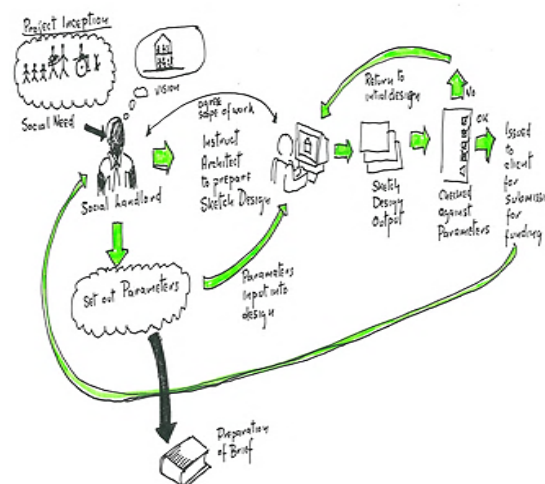 Project Inception
Vision
Social Need
agree
scope of work
Social Landlord
Instruct
Architect
to prepare
Sketch Design
Return to
initial design
No
OK
Sketch
Design
Output
Checked
Against
Parameters
Issued
to
client
for
Submission
for
funding
Set out Parameters
Parameters
Input into
design
Preparation
of Brief